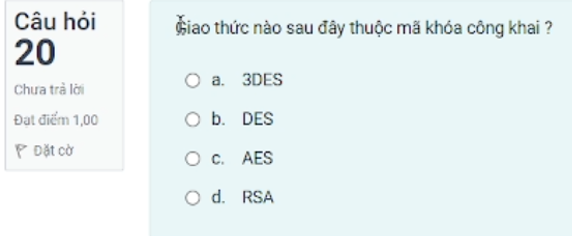 Câu hỏi
20
Chưa trả lời
Đạt điểm 1,00
Đặt cờ
Giao thức nào sau đây thuộc mã khóa công khai ?
a. 3DES
b. DES
c. AES
d. RSA